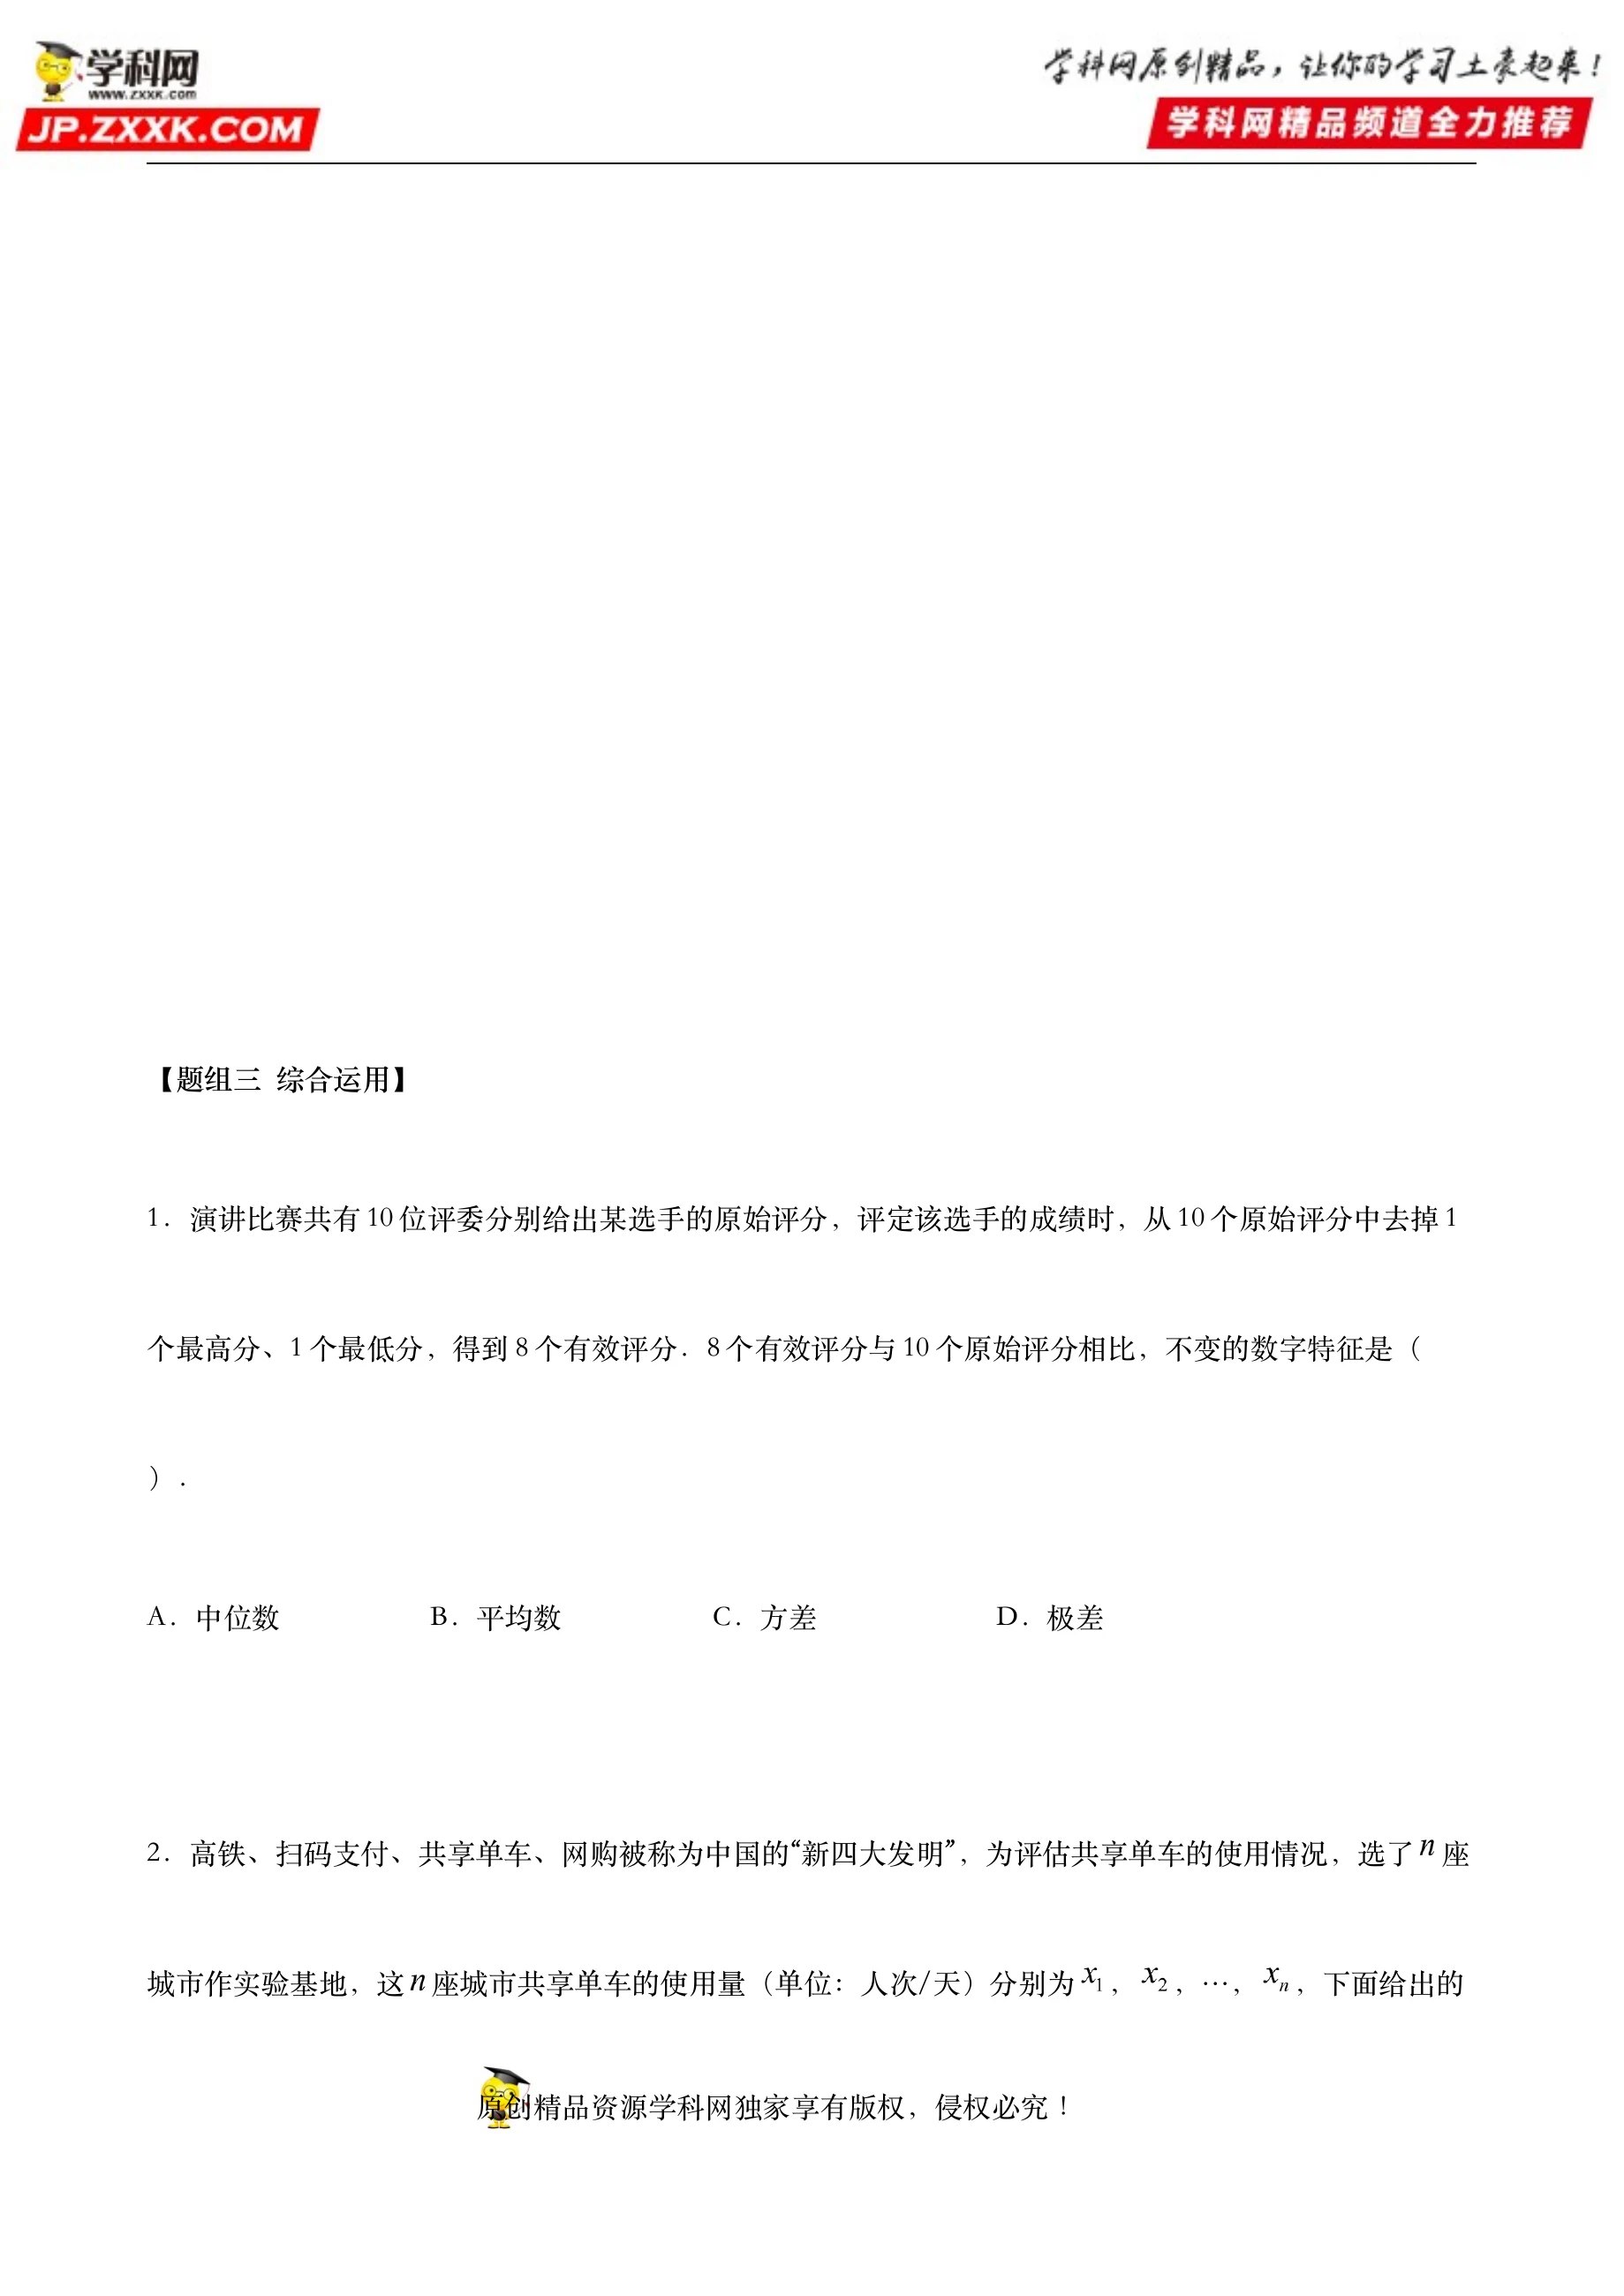 学科网
www.zxxk.com
JP.ZXXK.COM
学科网原创精品，让你的学习土豪起来！
学科网精品频道全力推荐
【题组三 综合运用】
1．演讲比赛共有 10 位评委分别给出某选手的原始评分，评定该选手的成绩时，从 10 个原始评分中去掉 1
个最高分、1 个最低分，得到 8 个有效评分．8 个有效评分与 10 个原始评分相比，不变的数字特征是（
）．
A．中位数 B．平均数 C．方差 D．极差
2．高铁、扫码支付、共享单车、网购被称为中国的“新四大发明”，为评估共享单车的使用情况，选了 n 座
城市作实验基地，这 n 座城市共享单车的使用量（单位：人次/天）分别为 x₁，x₂，…，xₙ，下面给出的
原创精品资源学科网独家享有版权，侵权必究！